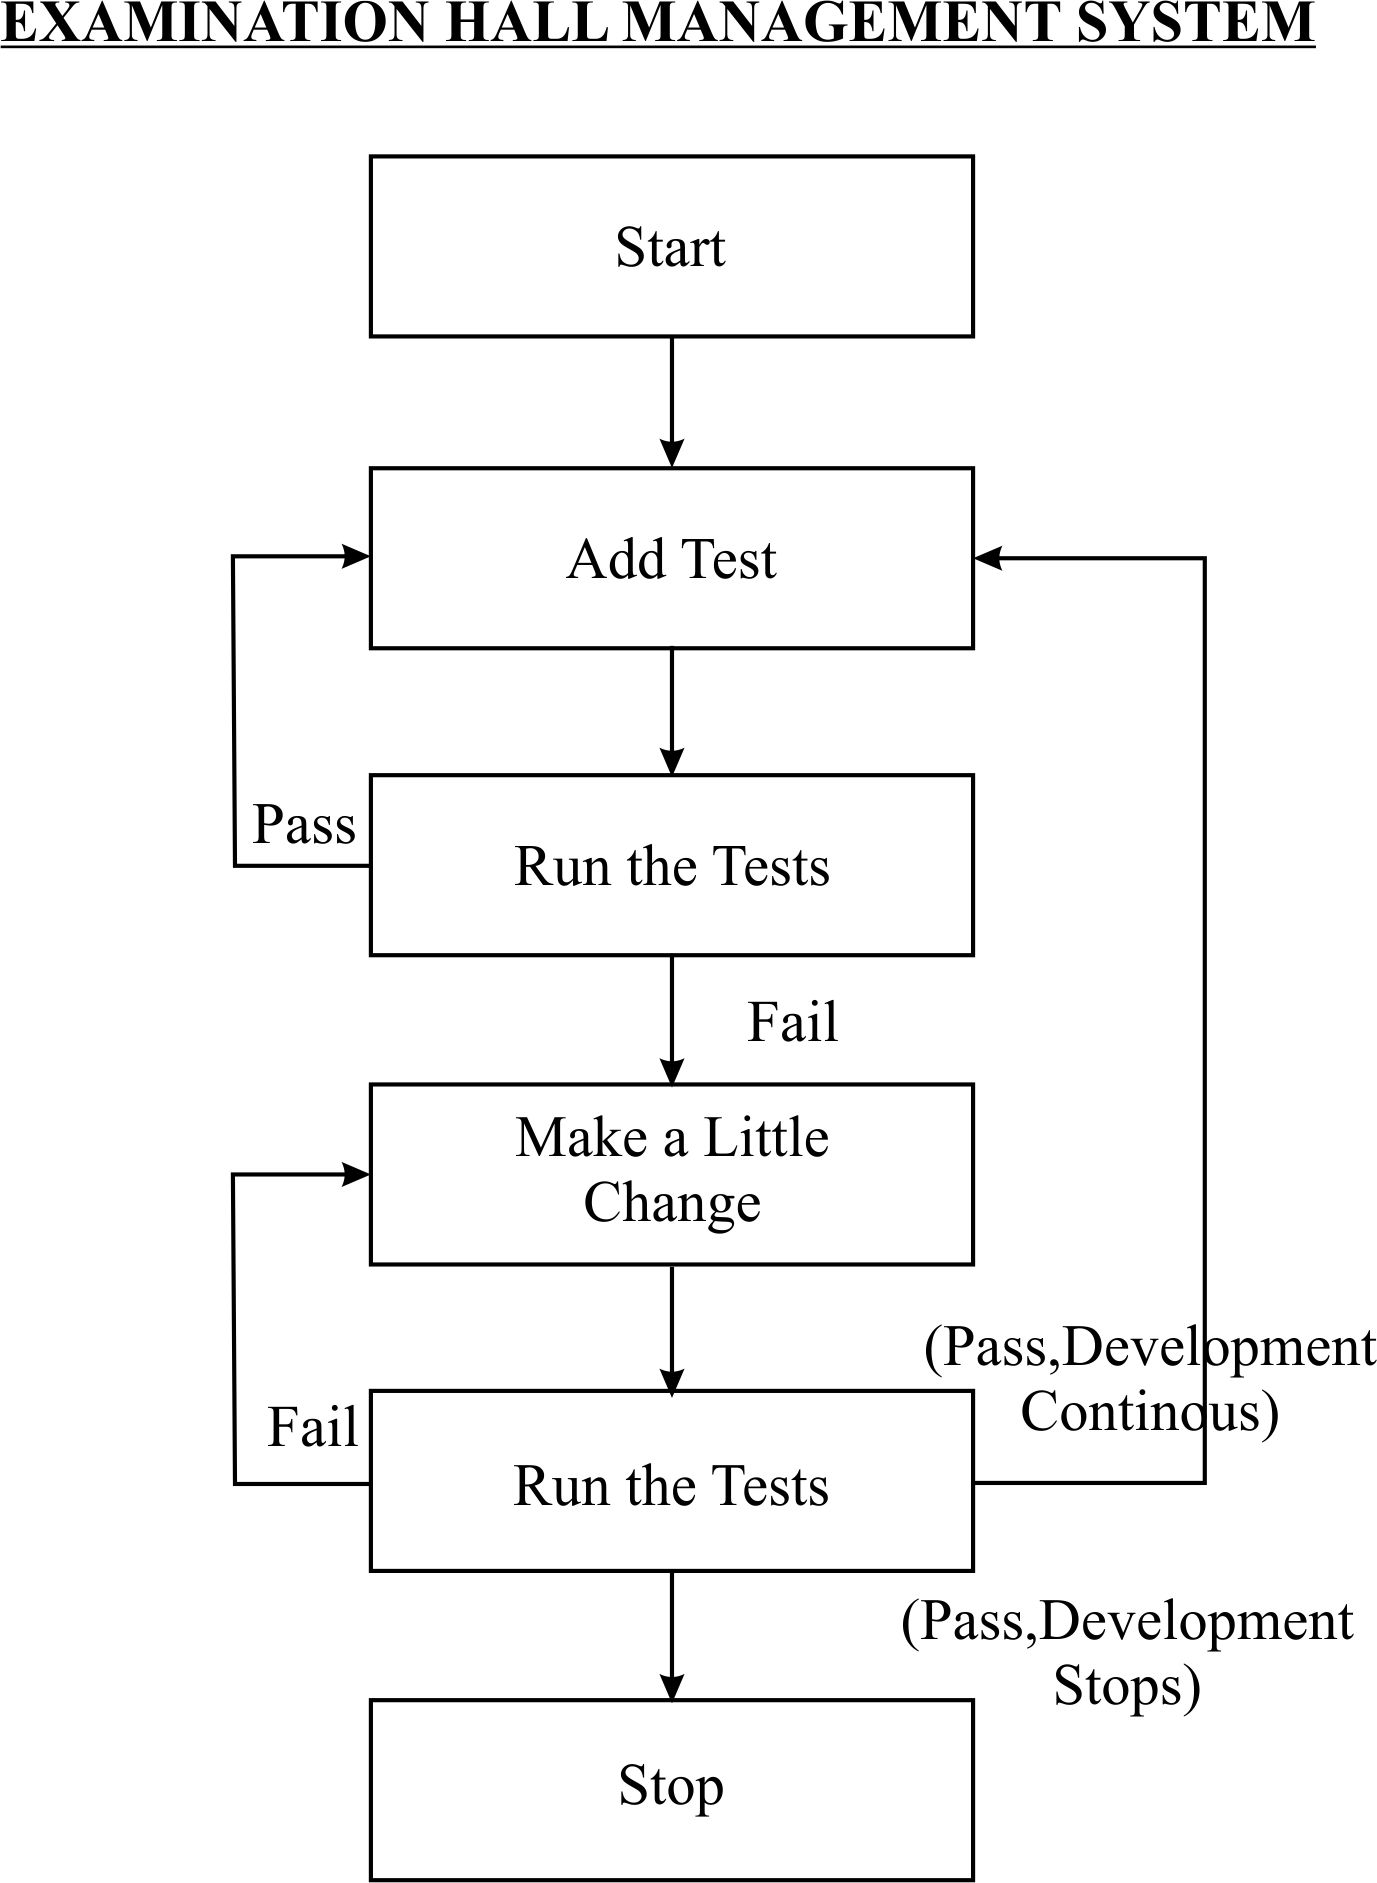 EXAMINATION HALL MANAGEMENT SYSTEM
Start
Add Test
Pass
Run the Tests
Fail
Make a Little
Change
(Pass,Development
Continous)
Fail
Run the Tests
(Pass,Development
Stops)
Stop